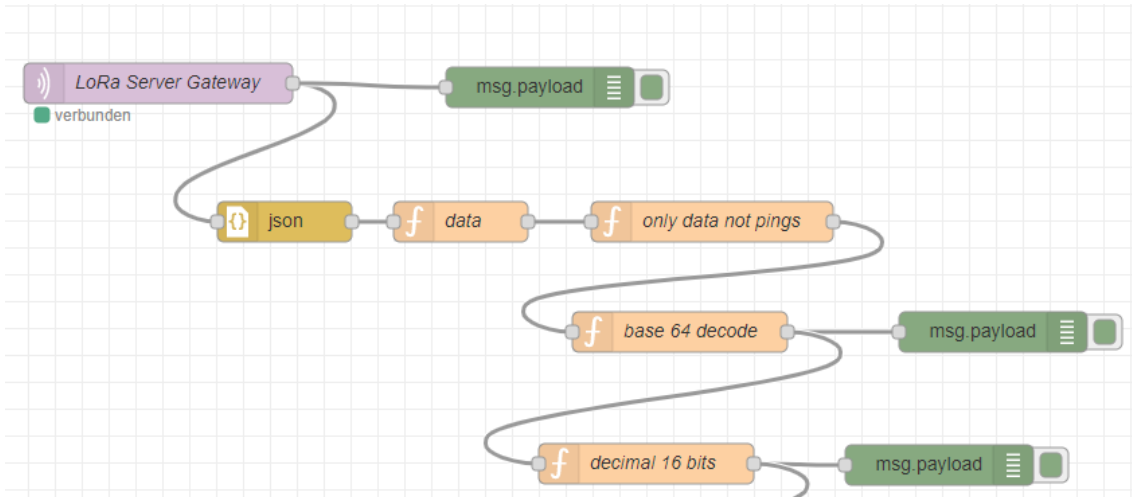 LoRa Server Gateway
msg.payload
verbunden
json
data
only data not pings
base 64 decode
msg.payload
decimal 16 bits
msg.payload